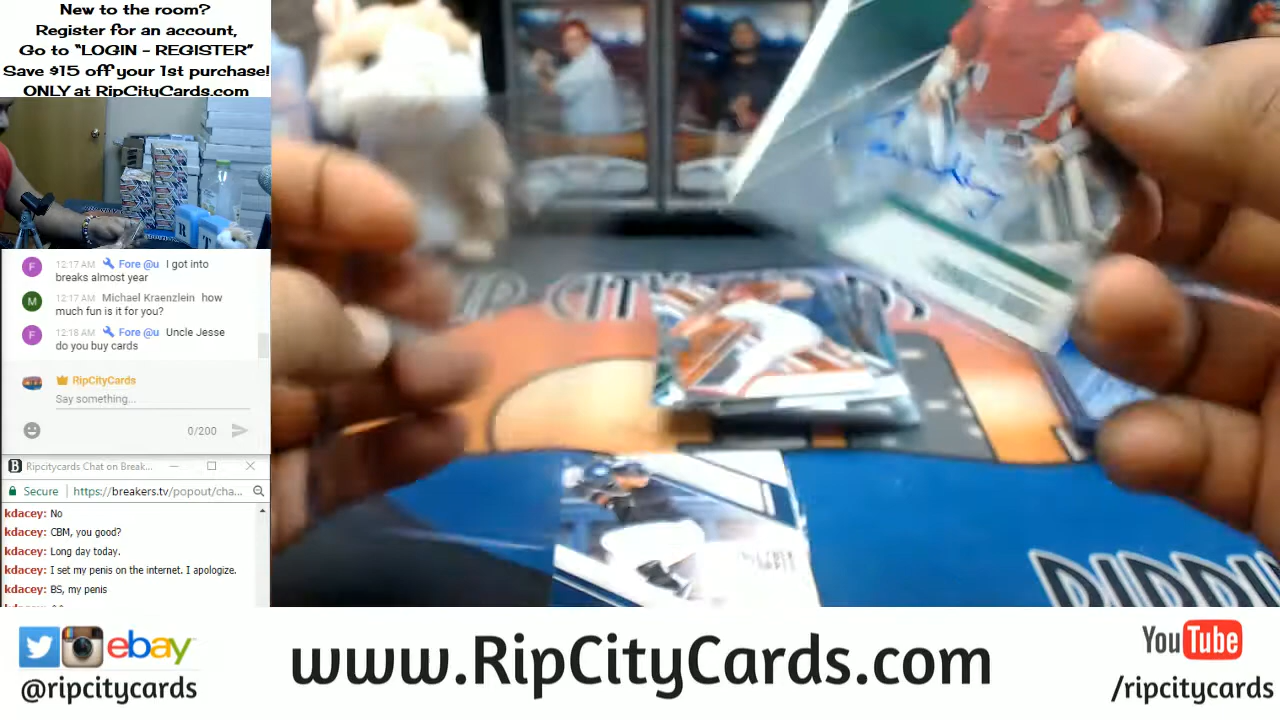 New to the room?
Register for an account,
Go to “LOGIN - REGISTER”
Save $15 off your 1st purchase!
ONLY at RipCityCards.com
R T
F 12:17 AM Fore @u I got into
breaks almost year
M 12:17 AM Michael Kraenzlein how
much fun is it for you?
F 12:18 AM Fore @u Uncle Jesse
do you buy cards
RipCityCards
Say something...
0/200
Ripcitycards Chat on Break...
Secure https://breakers.tv/popout/cha...
kdacey: No
kdacey: CBM, you good?
kdacey: Long day today.
kdacey: I set my penis on the internet. I apologize.
kdacey: BS, my penis
RIP CITY CARDS
ebay
@ripcitycards
www.RipCityCards.com
YouTube
/ripcitycards